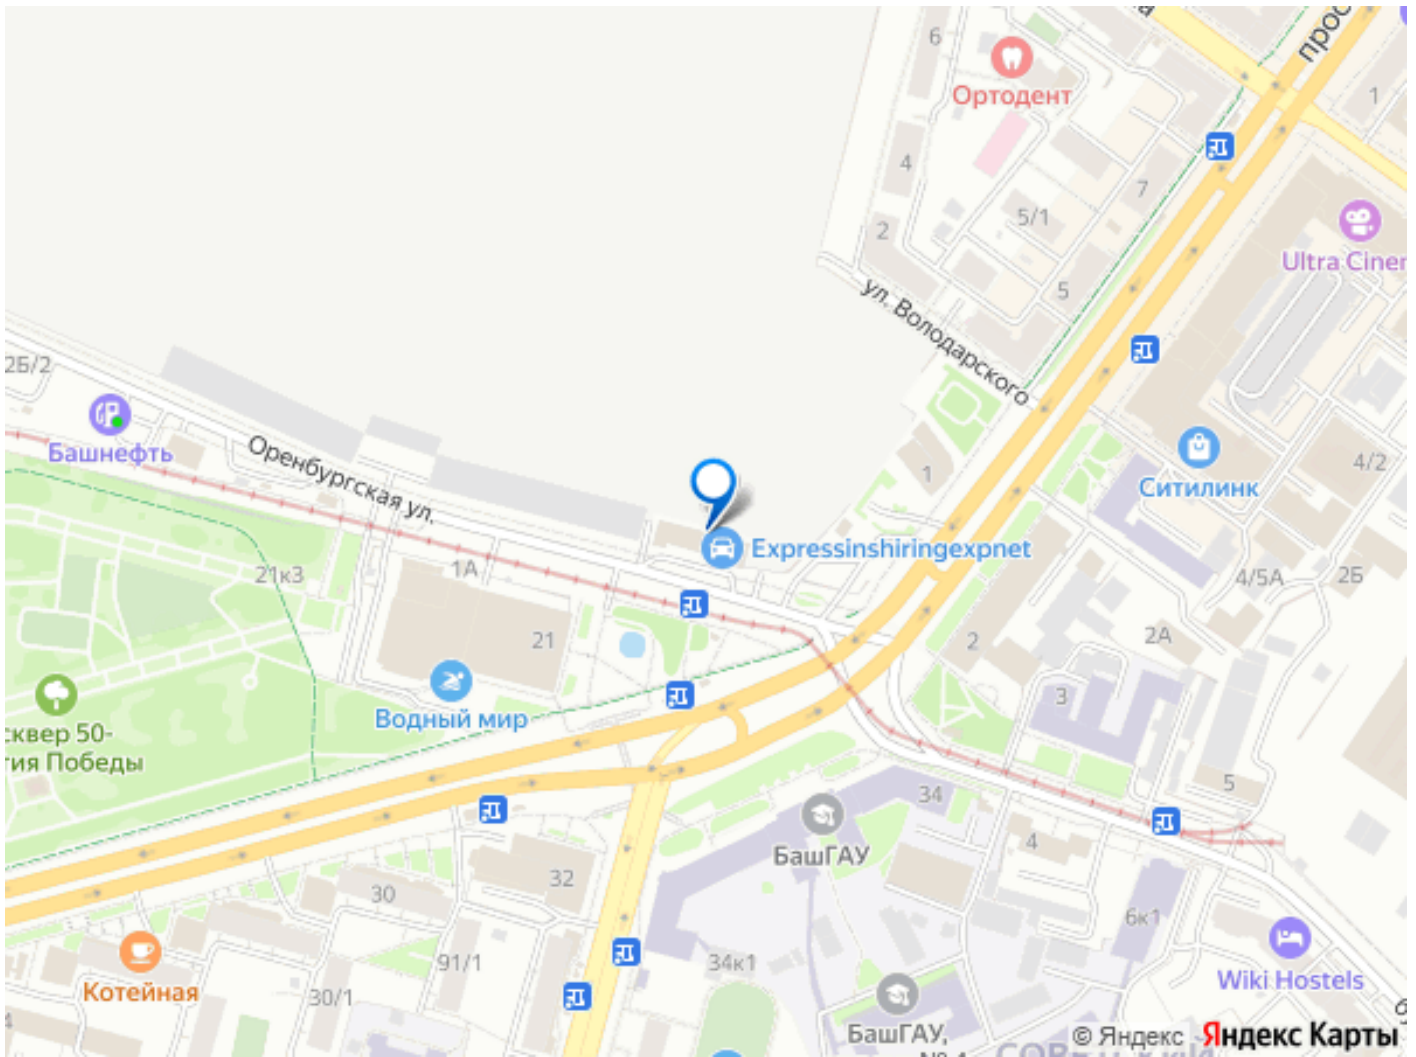 6
Ортодент
прос
1
4
7
5/1
2
Ultra Ciner
5
ул. Володарского
2Б/2
Башнефть
Оренбургская ул.
1
4/2
Ситилинк
Expressinshiringexpnet
21к3
1А
4/5А
2Б
21
2
2А
Водный мир
3
сквер 50-
тия Победы
5
34
4
БашГАУ
32
30
6к1
91/1
34к1
Котейная
30/1
Wiki Hostels
БашГАУ,
© Яндекс
Яндекс Карты